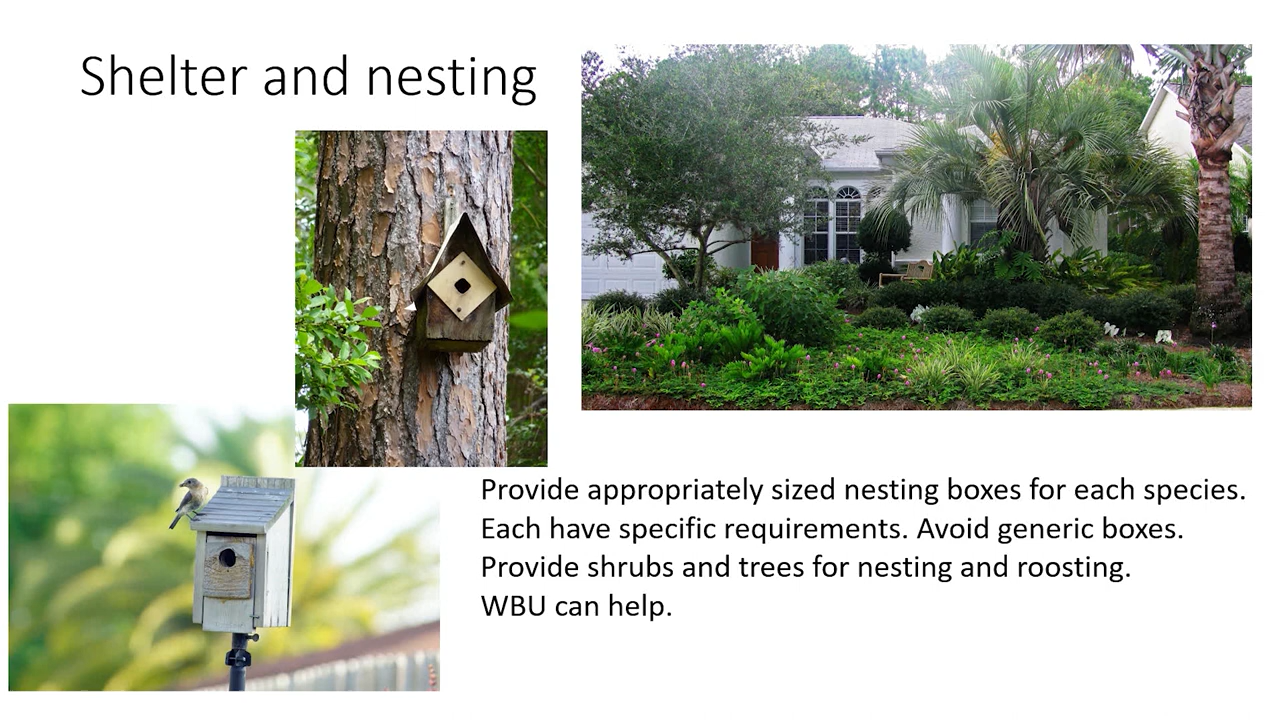 Shelter and nesting
Provide appropriately sized nesting boxes for each species.
Each have specific requirements. Avoid generic boxes.
Provide shrubs and trees for nesting and roosting.
WBU can help.